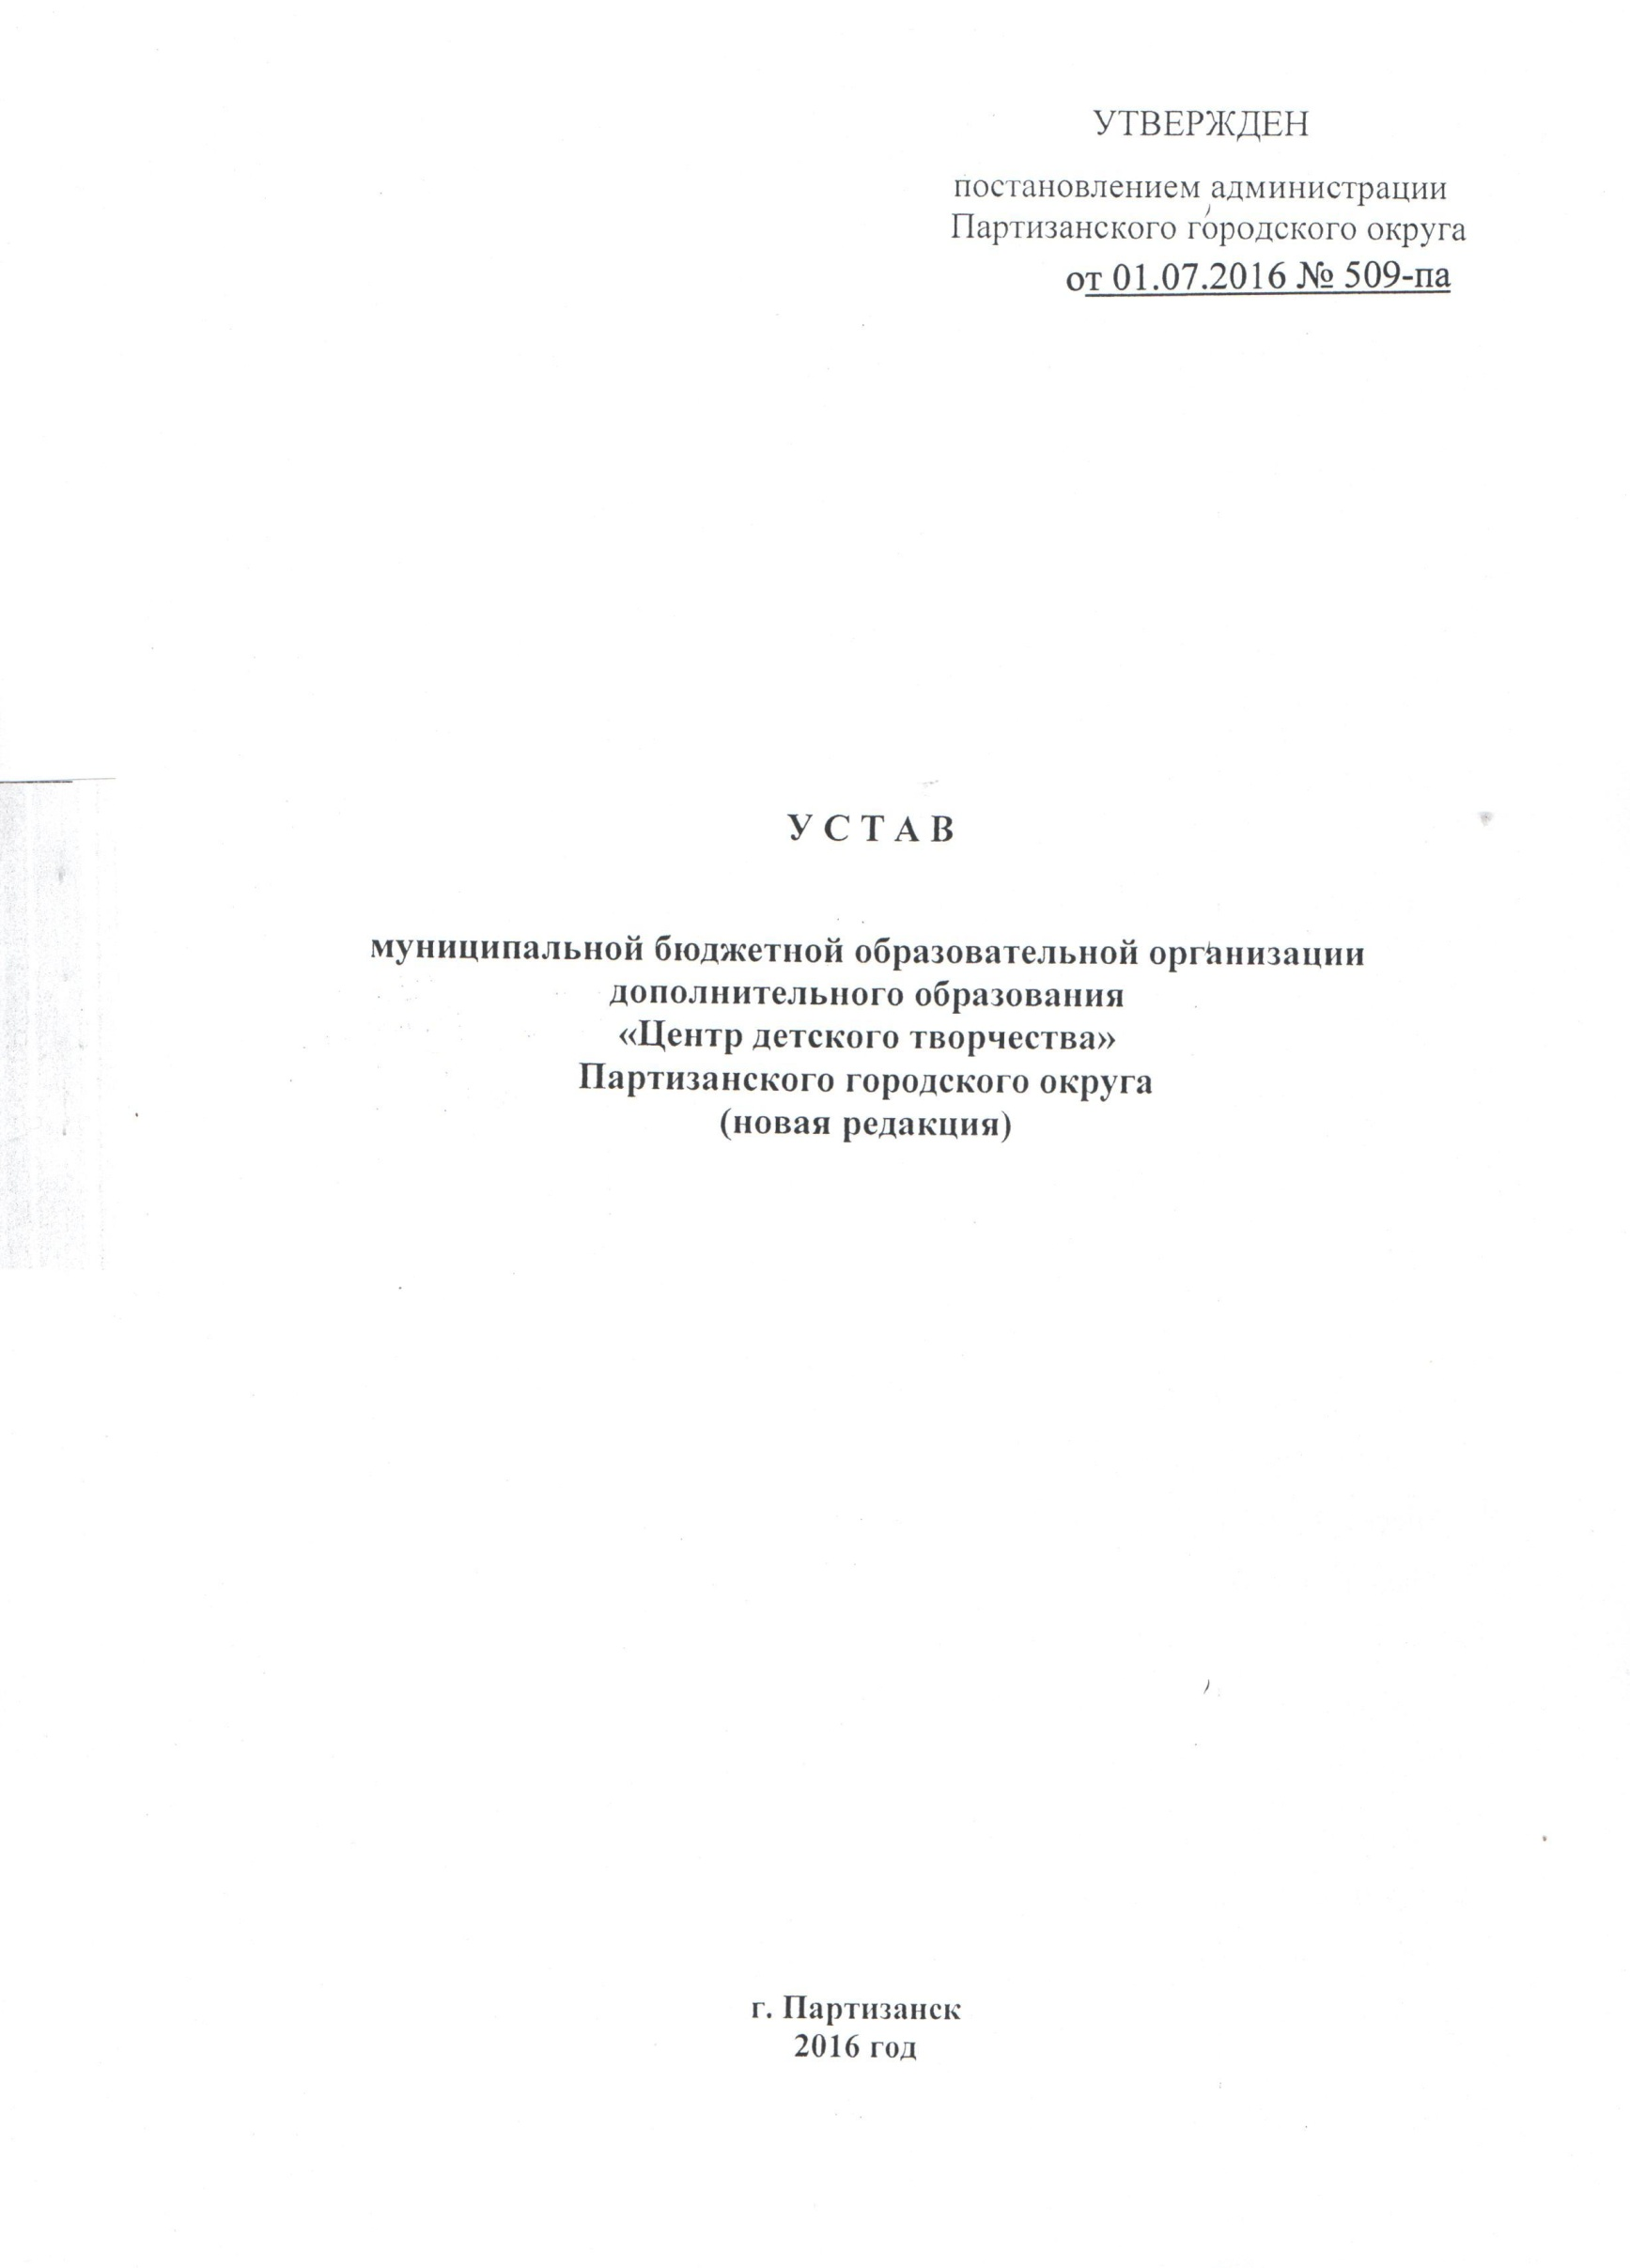 УТВЕРЖДЕН
постановлением администрации
Партизанского городского округа
от 01.07.2016 № 509-па
У С Т А В
муниципальной бюджетной образовательной организации
дополнительного образования
«Центр детского творчества»
Партизанского городского округа
(новая редакция)
г. Партизанск
2016 год